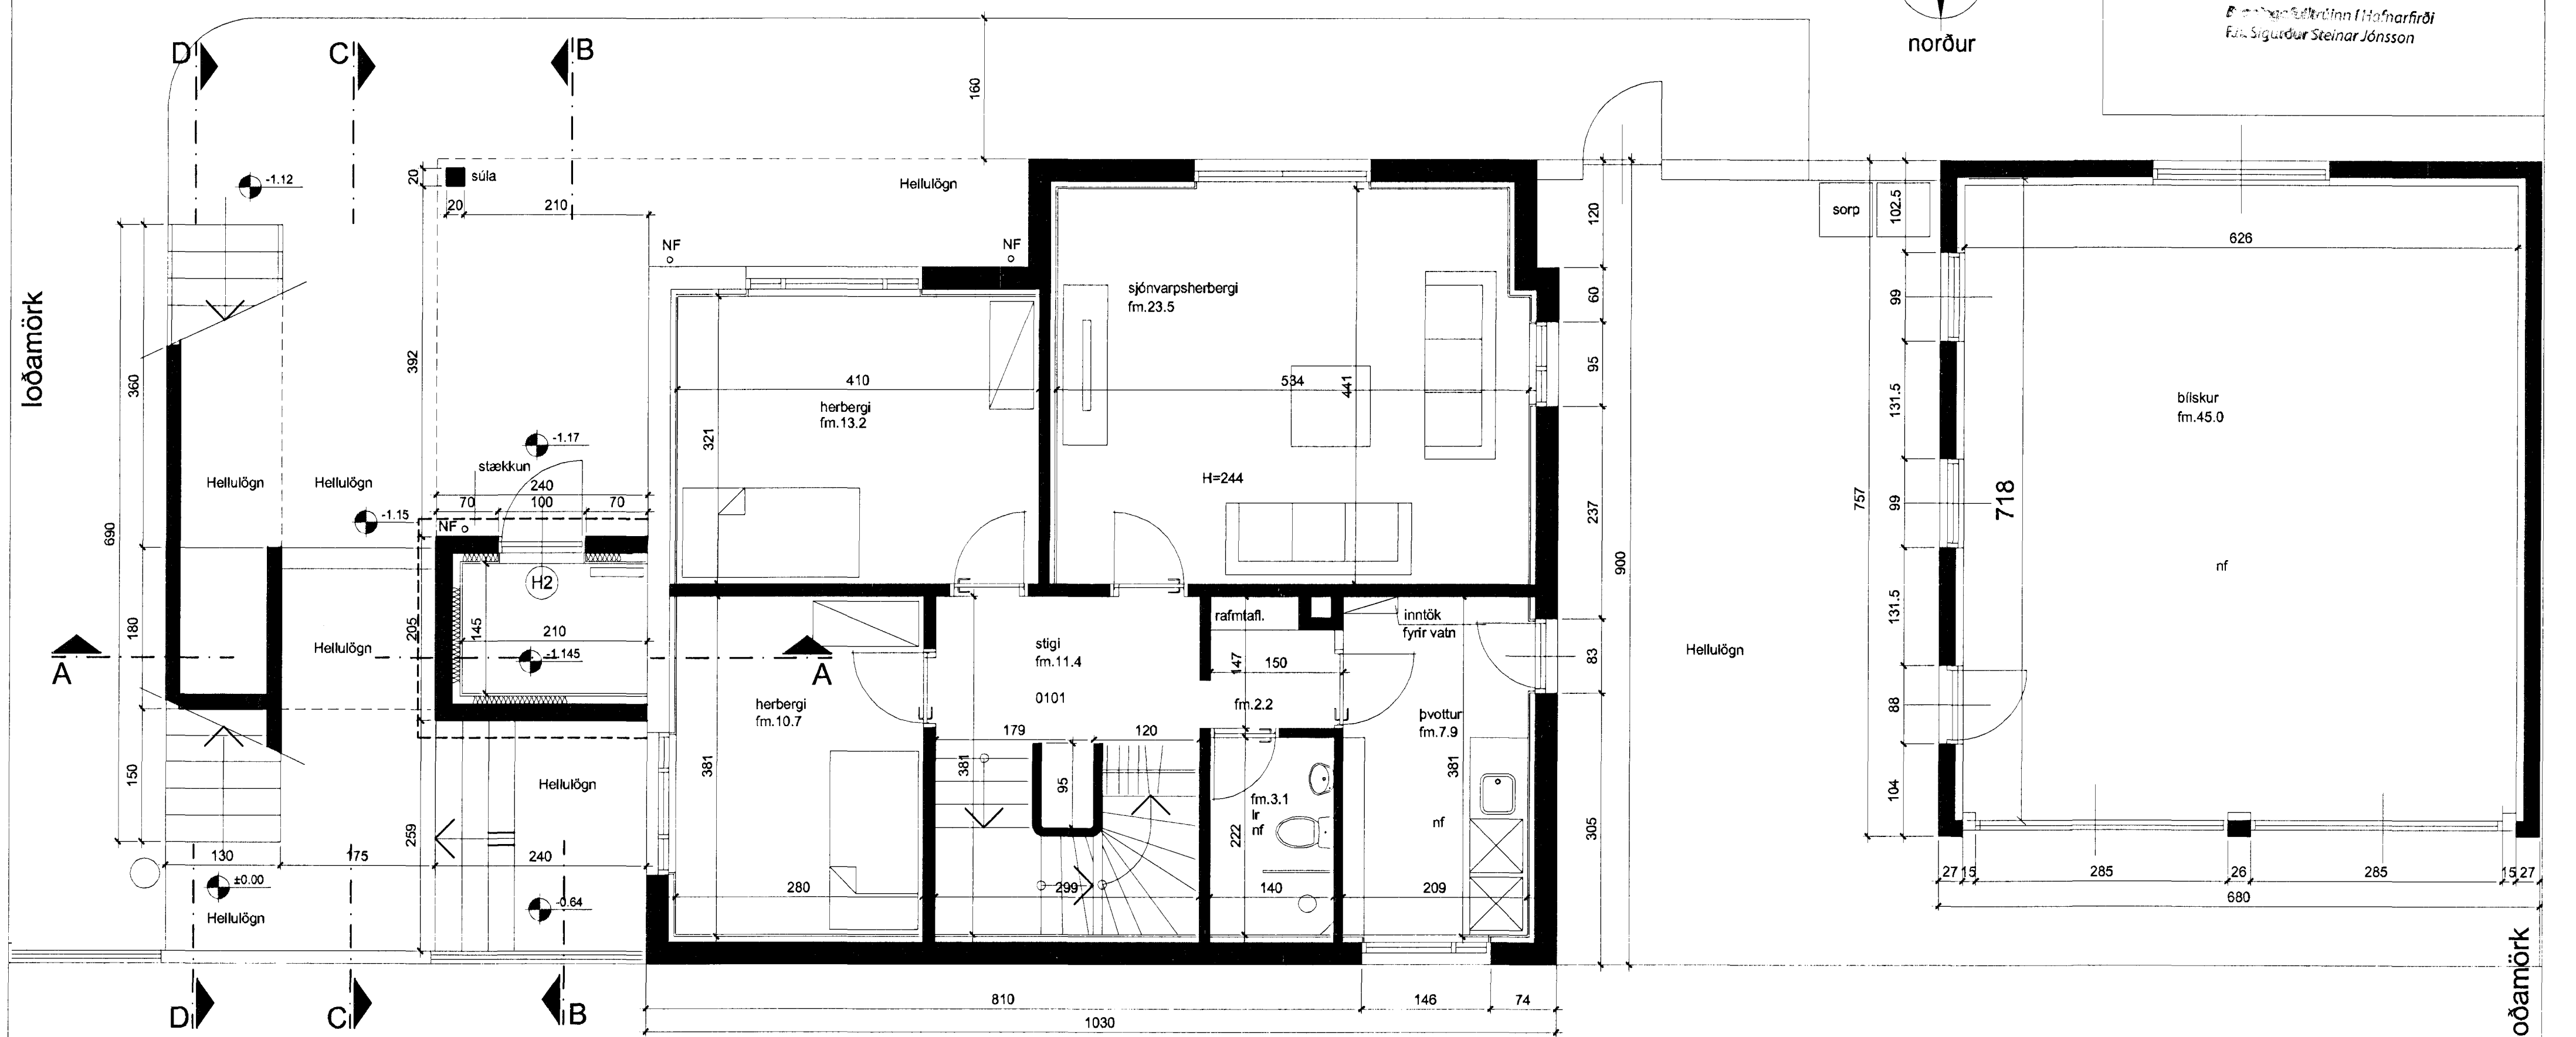 Hafnarfirði
F.h. Sigurður Steinar Jónsson
norður
D
C
B
160
-1.12
20
súla
20
210
Hellulögn
NF
NF
120
sorp
102.5
626
loðamörk
sjónvarpsherbergi
fm.23.5
60
99
392
360
410
534
441
95
herbergi
fm.13.2
321
131.5
bílskur
fm.45.0
-1.17
stækkun
240
70
100
70
Hellulögn
Hellulögn
H=244
237
757
99
718
-1.15
NF
690
900
H2
nf
205
145
210
180
Hellulögn
-1.145
A
A
stigi
fm.11.4
0101
rafmtafl.
inntök
fyrir vatn
147
150
83
Hellulögn
131.5
herbergi
fm.10.7
fm.2.2
þvottur
fm.7.9
88
179
120
381
381
95
381
150
Hellulögn
fm.3.1
lr
nf
nf
104
259
222
305
130
175
240
±0.00
Hellulögn
-0.64
280
299
140
209
27
15
285
26
285
15
27
680
oðamörk
D
C
B
810
146
74
1030